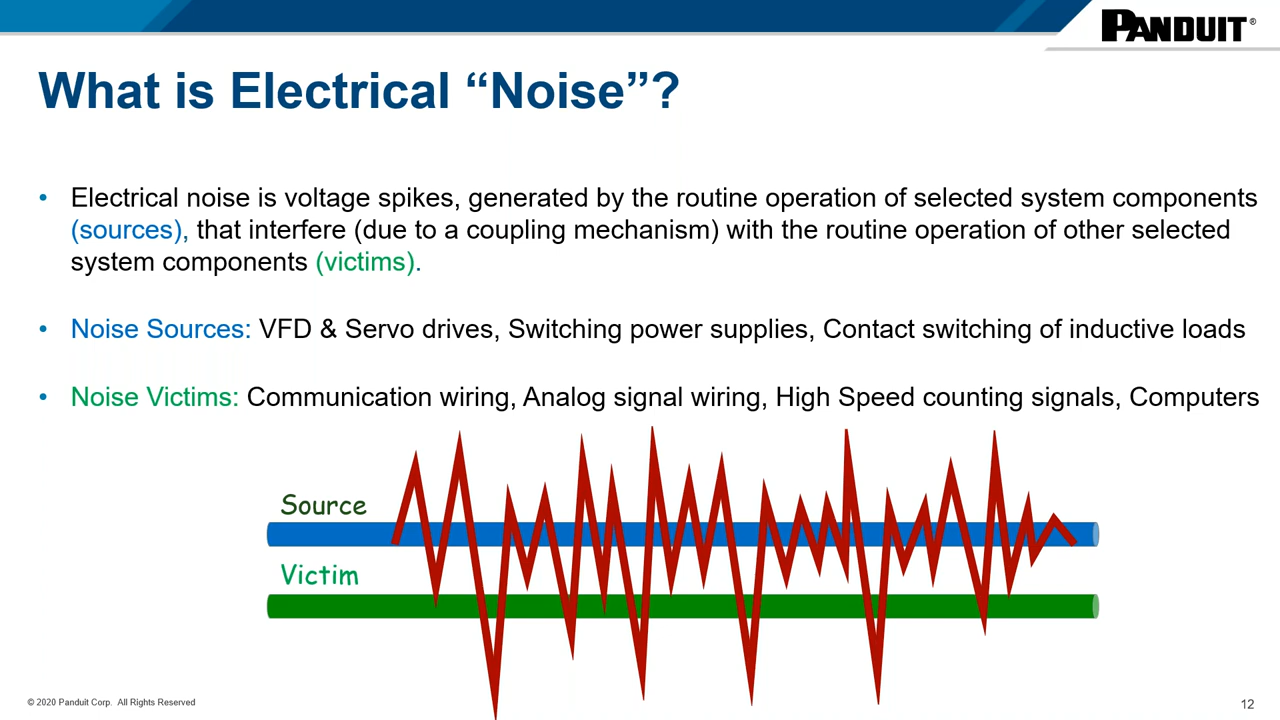 PANDUIT®
What is Electrical “Noise”?
• Electrical noise is voltage spikes, generated by the routine operation of selected system components
(sources), that interfere (due to a coupling mechanism) with the routine operation of other selected
system components (victims).
• Noise Sources: VFD & Servo drives, Switching power supplies, Contact switching of inductive loads
• Noise Victims: Communication wiring, Analog signal wiring, High Speed counting signals, Computers
Source
Victim
© 2020 Panduit Corp. All Rights Reserved
12